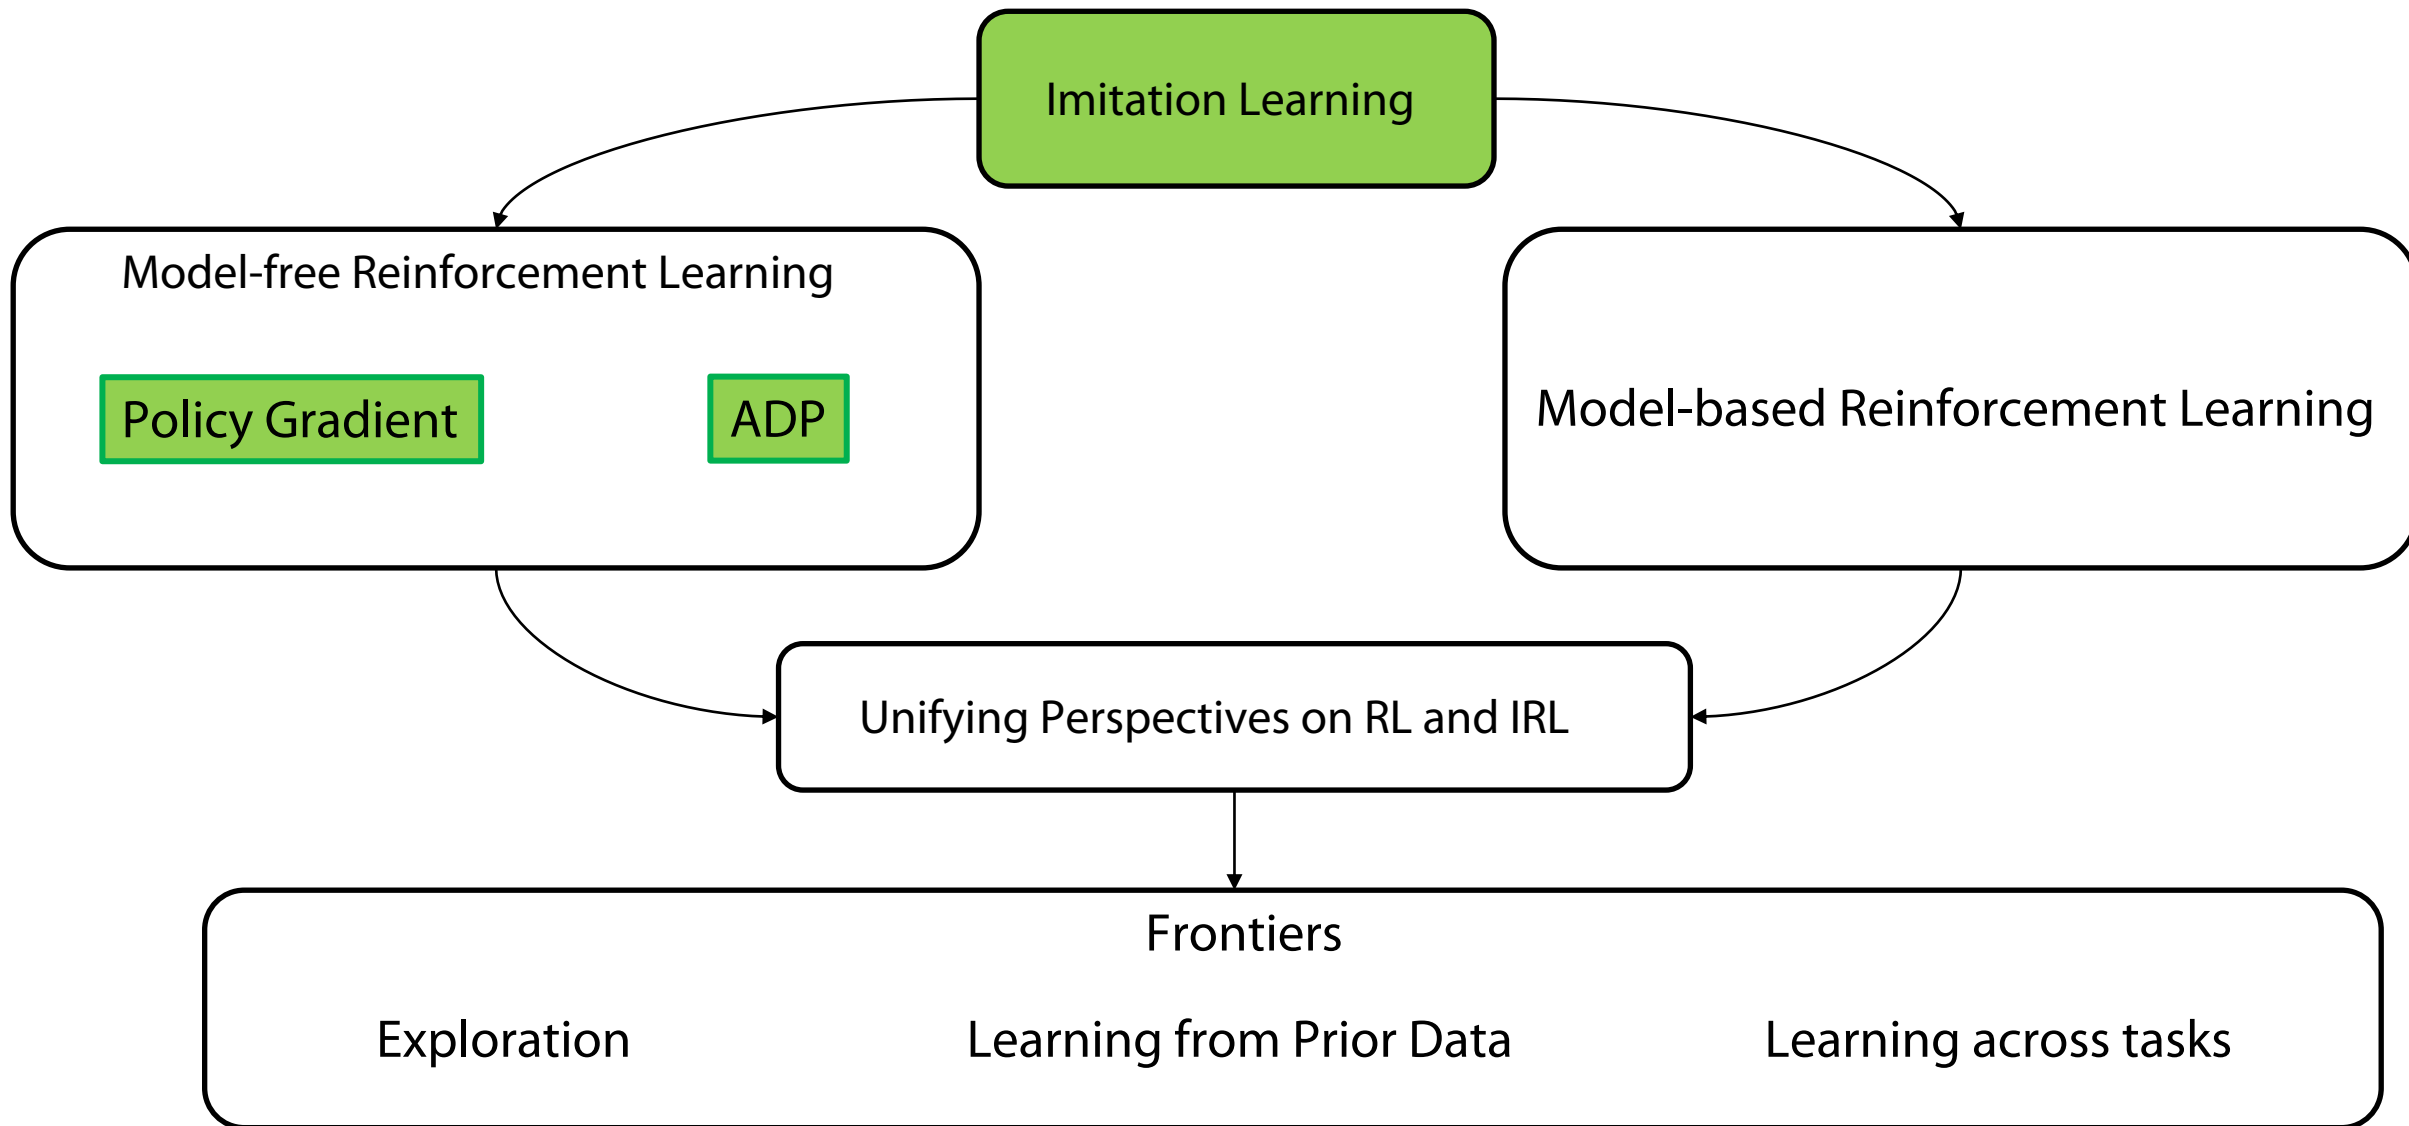 Imitation Learning
Model-free Reinforcement Learning
Policy Gradient
ADP
Model-based Reinforcement Learning
Unifying Perspectives on RL and IRL
Frontiers
Exploration
Learning from Prior Data
Learning across tasks